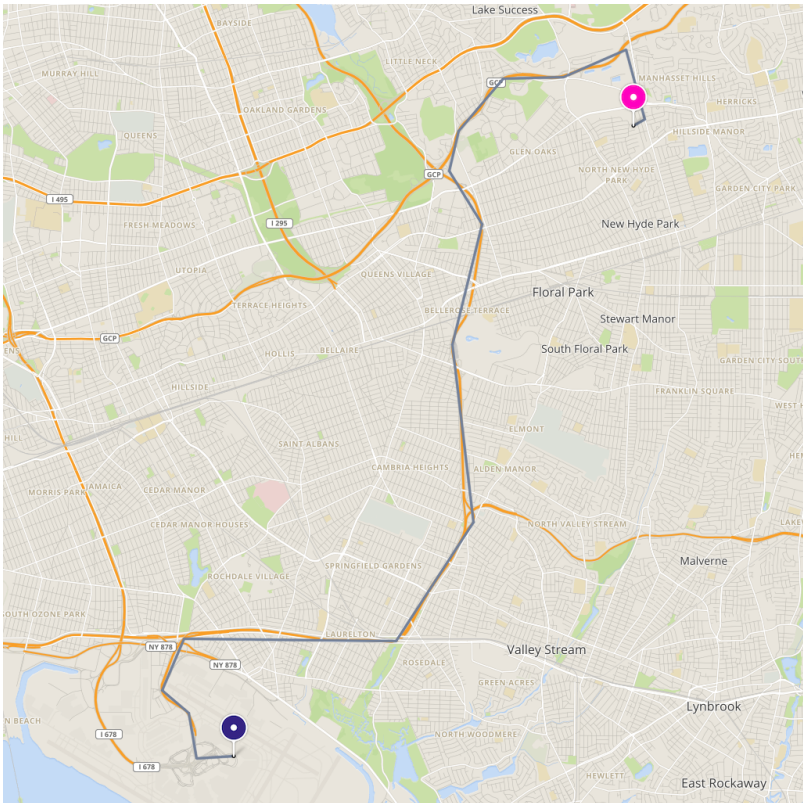 Lake Success
BAYSIDE
LITTLE NECK
MURRAY HILL
GCP
MANHASSET HILLS
OAKLAND GARDENS
HERRICKS
QUEENS
HILLSIDE MANOR
GLEN OAKS
NORTH NEW HYDE
PARK
GCP
GARDEN CITY PARK
I 495
I 295
FRESH MEADOWS
New Hyde Park
UTOPIA
QUEENS VILLAGE
Floral Park
TERRACE HEIGHTS
BELLEROSE TERRACE
Stewart Manor
GCP
HOLLIS
BELLAIRE
South Floral Park
GARDEN CITY SOUT
HILLSIDE
FRANKLIN SQUARE
WEST H
HILL
ELMONT
SAINT ALBANS
CAMBRIA HEIGHTS
ALDEN MANOR
JAMAICA
MORRIS PARK
CEDAR MANOR
CEDAR MANOR HOUSES
NORTH VALLEY STREAM
LAKE
Malverne
SPRINGFIELD GARDENS
ROCHDALE VILLAGE
SOUTH OZONE PARK
LAURELTON
NY 878
Valley Stream
NY 878
ROSEDALE
GREEN ACRES
Lynbrook
N BEACH
I 678
NORTH WOODMERE
I 678
HEWLETT
East Rockaway